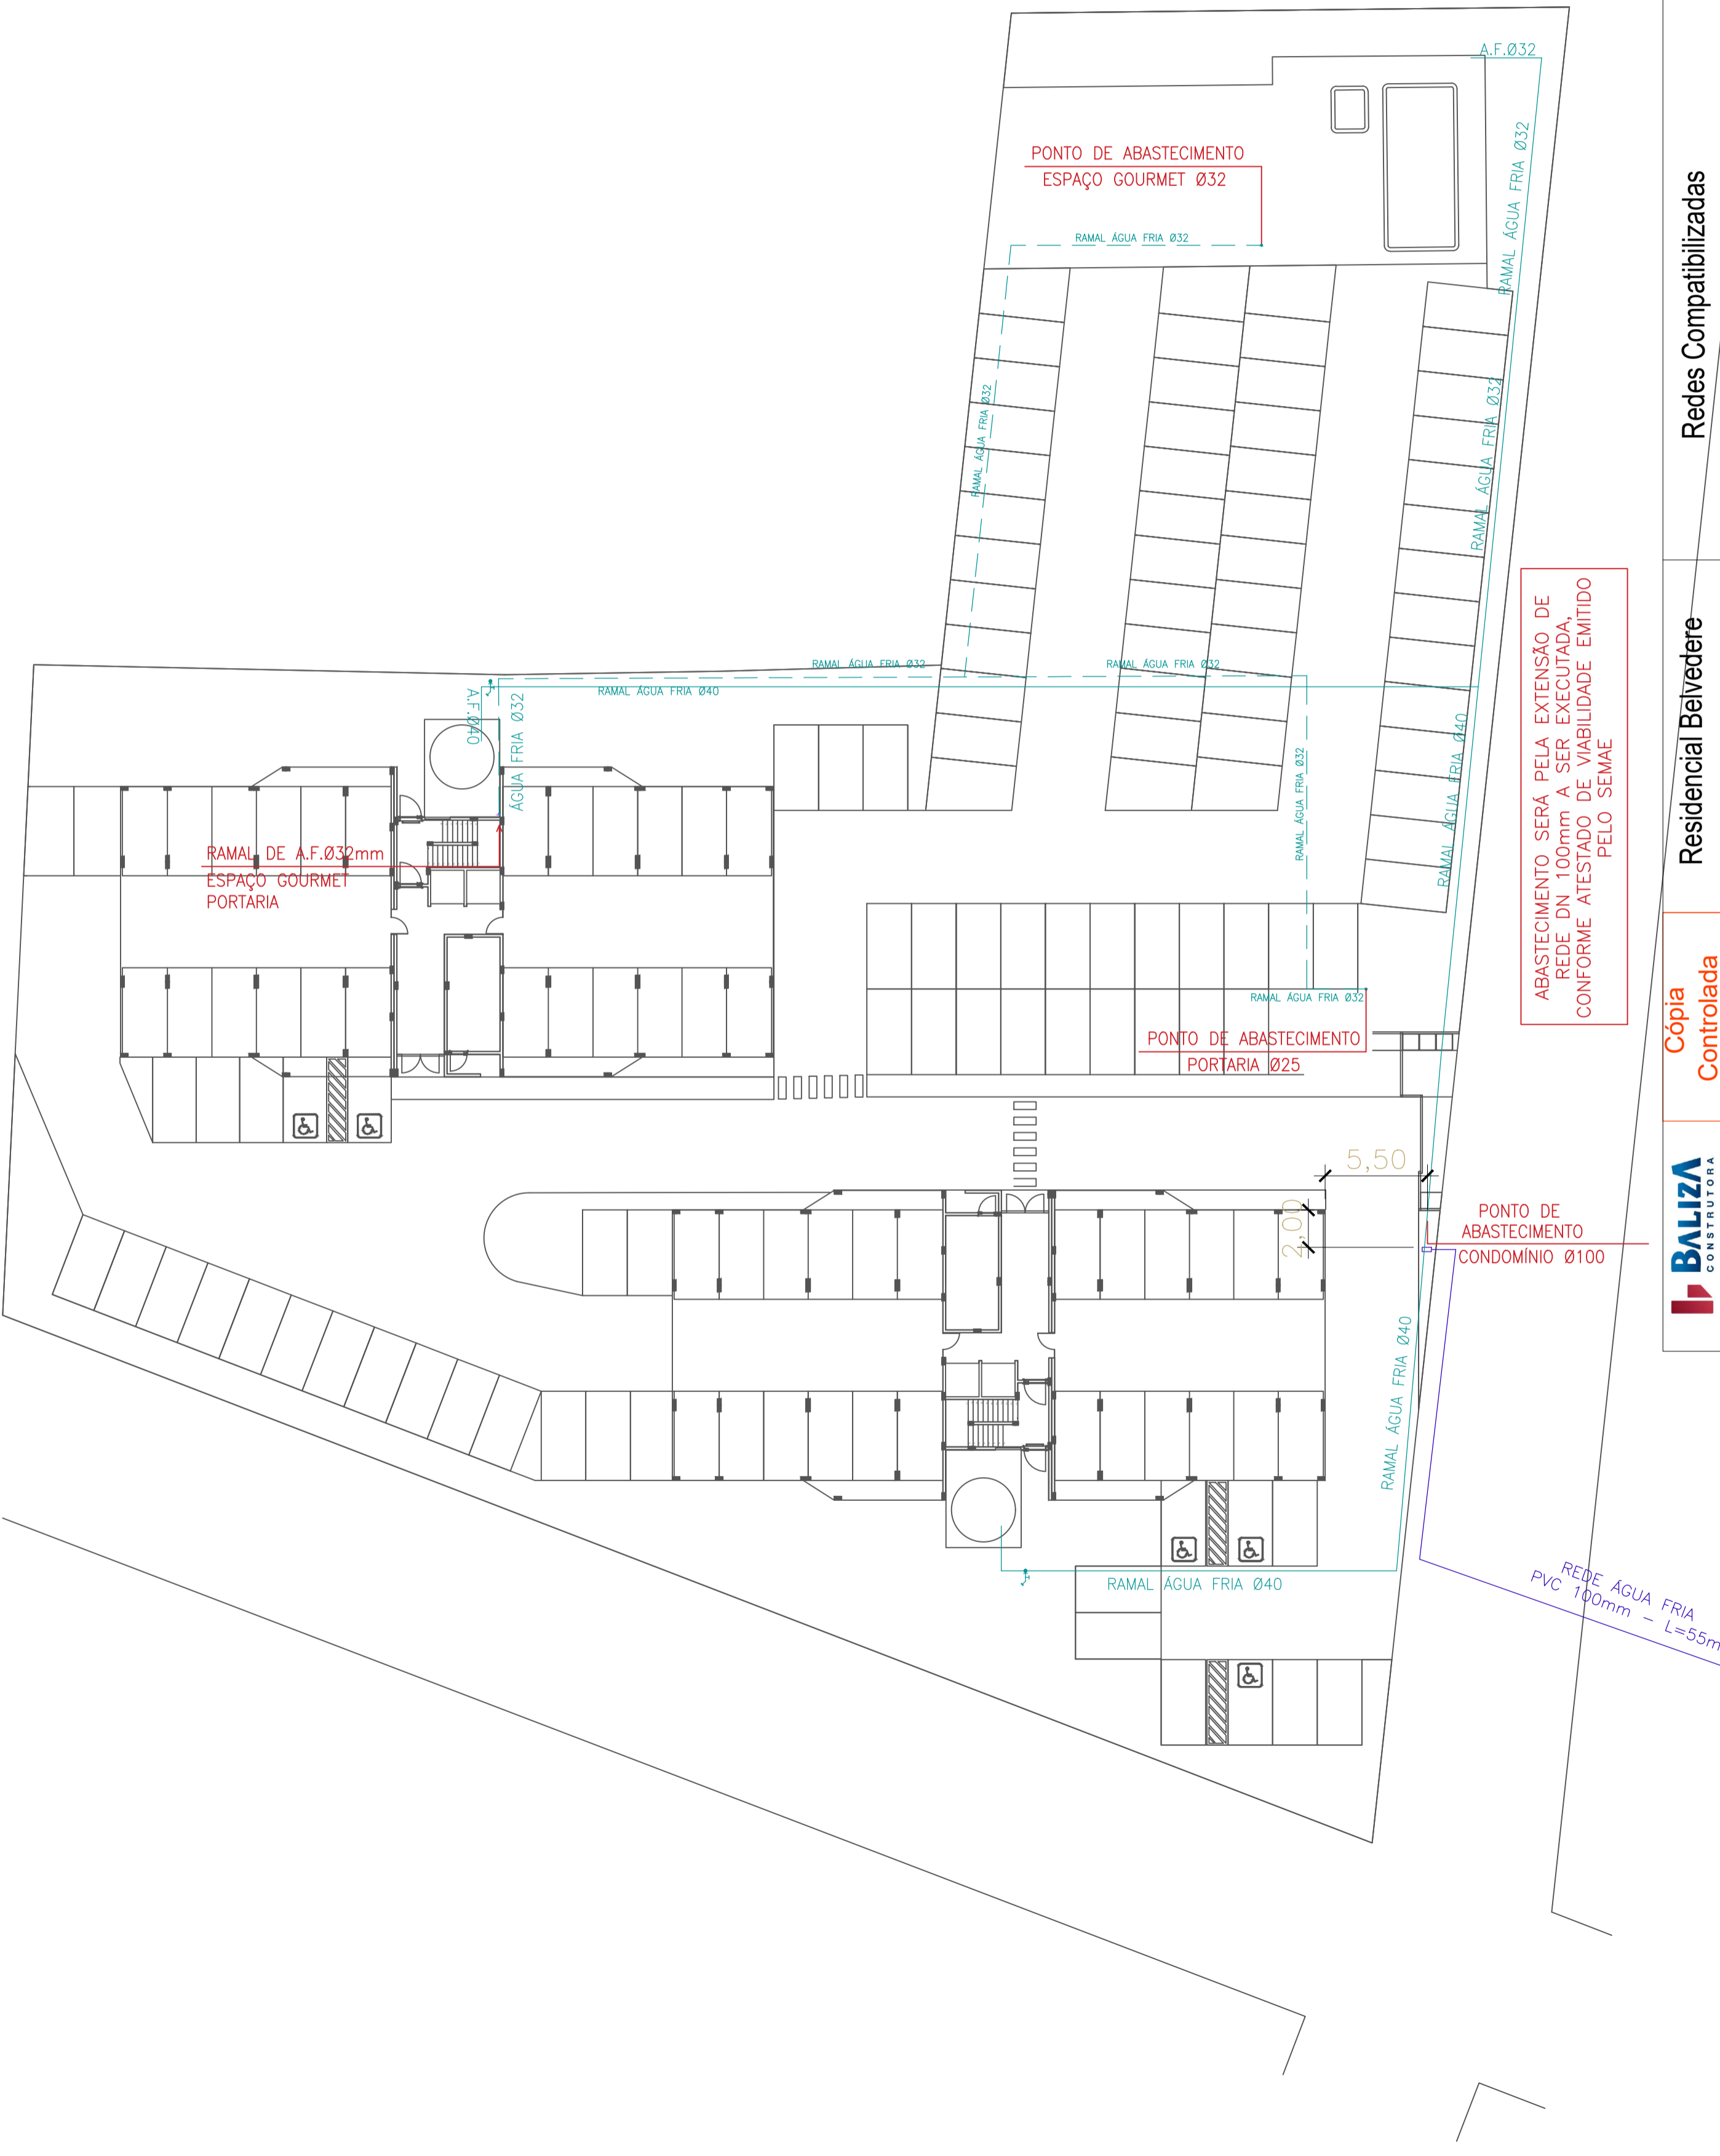 A.F.Ø32
RAMAL ÁGUA FRIA Ø32
PONTO DE ABASTECIMENTO
ESPAÇO GOURMET Ø32
RAMAL ÁGUA FRIA Ø32
RAMAL ÁGUA FRIA Ø32
RAMAL ÁGUA FRIA Ø32
RAMAL ÁGUA FRIA Ø32
RAMAL ÁGUA FRIA Ø32
RAMAL ÁGUA FRIA Ø40
A.F.Ø40
ÁGUA FRIA Ø32
RAMAL ÁGUA FRIA Ø32
RAMAL ÁGUA FRIA Ø40
RAMAL DE A.F.Ø32mm
ESPAÇO GOURMET
PORTARIA
RAMAL ÁGUA FRIA Ø32
PONTO DE ABASTECIMENTO
PORTARIA Ø25
5,50
2,00
PONTO DE
ABASTECIMENTO
CONDOMÍNIO Ø100
RAMAL ÁGUA FRIA Ø40
RAMAL ÁGUA FRIA Ø40
REDE ÁGUA FRIA
PVC 100mm - L=55m
ABASTECIMENTO SERÁ PELA EXTENSÃO DE
REDE DN 100mm A SER EXECUTADA,
CONFORME ATESTADO DE VIABILIDADE EMITIDO
PELO SEMAE
Redes Compatibilizadas
Residencial Belvedere
Cópia
Controlada
BALIZA
CONSTRUTORA